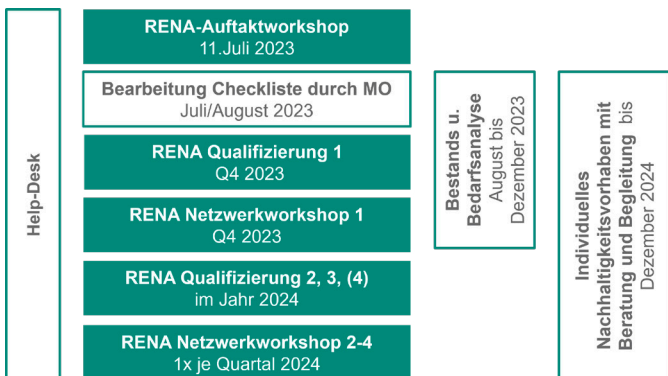 Help-Desk
RENA-Auftaktworkshop
11.Juli 2023
Bearbeitung Checkliste durch MO
Juli/August 2023
RENA Qualifizierung 1
Q4 2023
RENA Netzwerkworkshop 1
Q4 2023
RENA Qualifizierung 2, 3, (4)
im Jahr 2024
RENA Netzwerkworkshop 2-4
1x je Quartal 2024
Bestands u.
Bedarfsanalyse
August bis
Dezember 2023
Individuelles
Nachhaltigkeitsvorhaben mit
Beratung und Begleitung bis
Dezember 2024